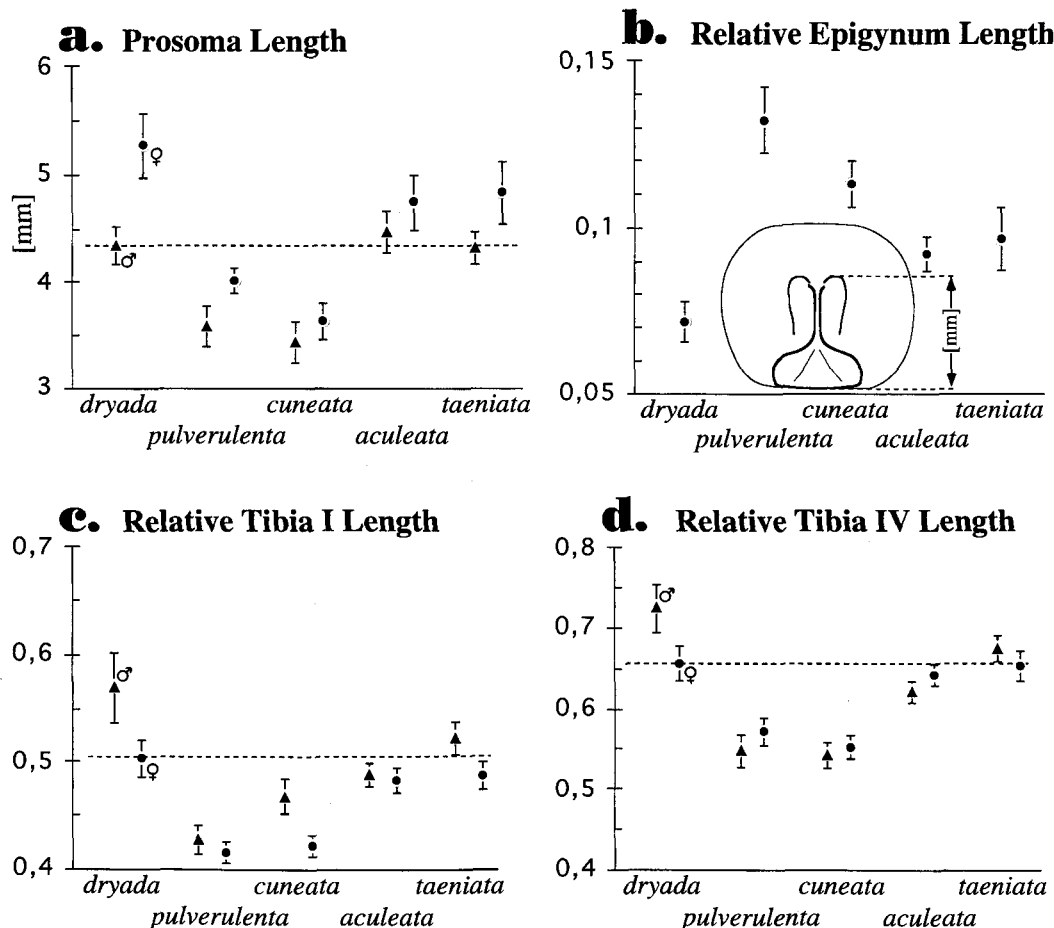 a. Prosoma Length
6
5
4
3
[mm]
♀
♂
dryada
cuneata
taeniata
pulverulenta
aculeata
b. Relative Epigynum Length
0,15
0,1
0,05
[mm]
dryada
cuneata
taeniata
pulverulenta
aculeata
c. Relative Tibia I Length
0,7
0,6
0,5
0,4
♂
♀
dryada
cuneata
taeniata
pulverulenta
aculeata
d. Relative Tibia IV Length
0,8
0,7
0,6
0,5
0,4
♂
♀
dryada
cuneata
taeniata
pulverulenta
aculeata